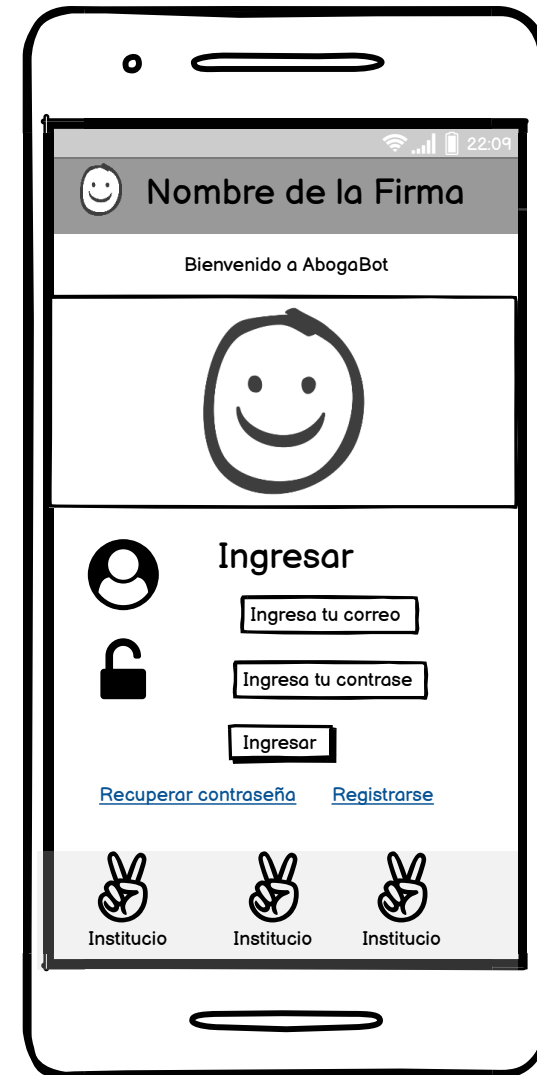 22:09
Nombre de la Firma
Bienvenido a AbogaBot
Ingresar
Ingresa tu correo
Ingresa tu contrase
Ingresar
Recuperar contraseña Registrarse
Institucio Institucio Institucio